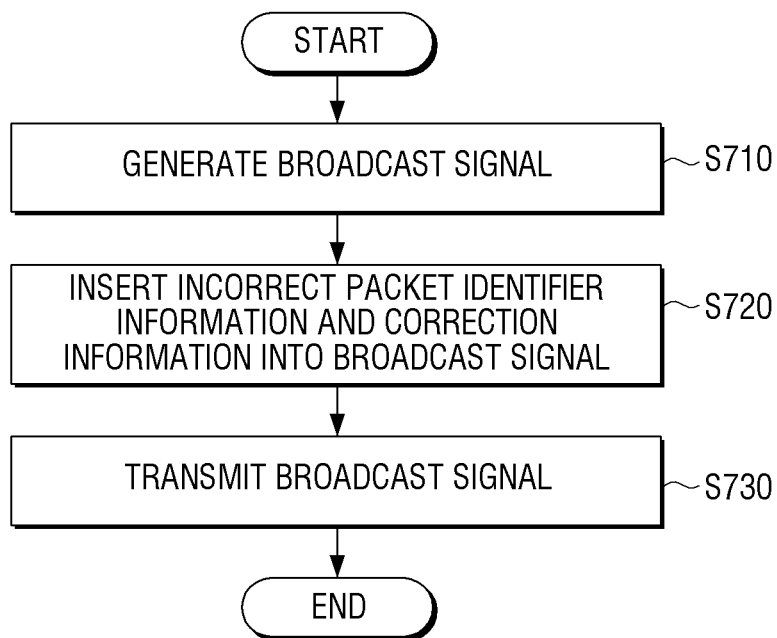 START
GENERATE BROADCAST SIGNAL
S710
INSERT INCORRECT PACKET IDENTIFIER
INFORMATION AND CORRECTION
INFORMATION INTO BROADCAST SIGNAL
S720
TRANSMIT BROADCAST SIGNAL
S730
END